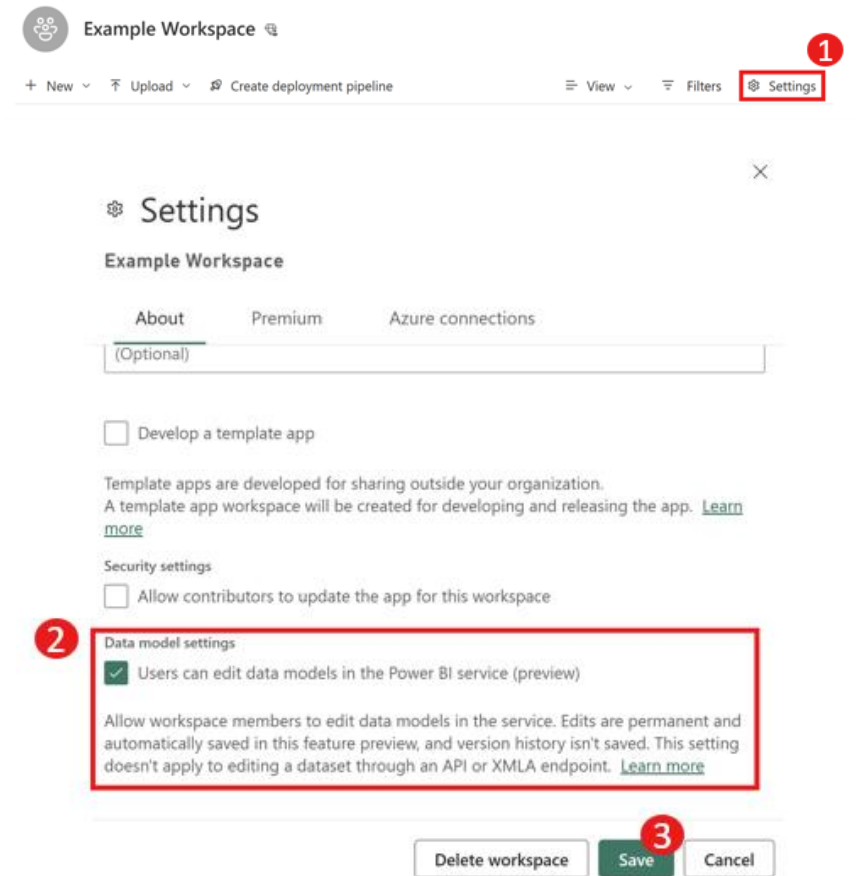 Example Workspace
1
+ New Upload Create deployment pipeline View Filters Settings
Settings
Example Workspace
About Premium Azure connections
(Optional)
Develop a template app
Template apps are developed for sharing outside your organization.
A template app workspace will be created for developing and releasing the app. Learn
more
Security settings
Allow contributors to update the app for this workspace
2
Data model settings
Users can edit data models in the Power BI service (preview)
Allow workspace members to edit data models in the service. Edits are permanent and
automatically saved in this feature preview, and version history isn't saved. This setting
doesn't apply to editing a dataset through an API or XMLA endpoint. Learn more
3
Delete workspace Save Cancel